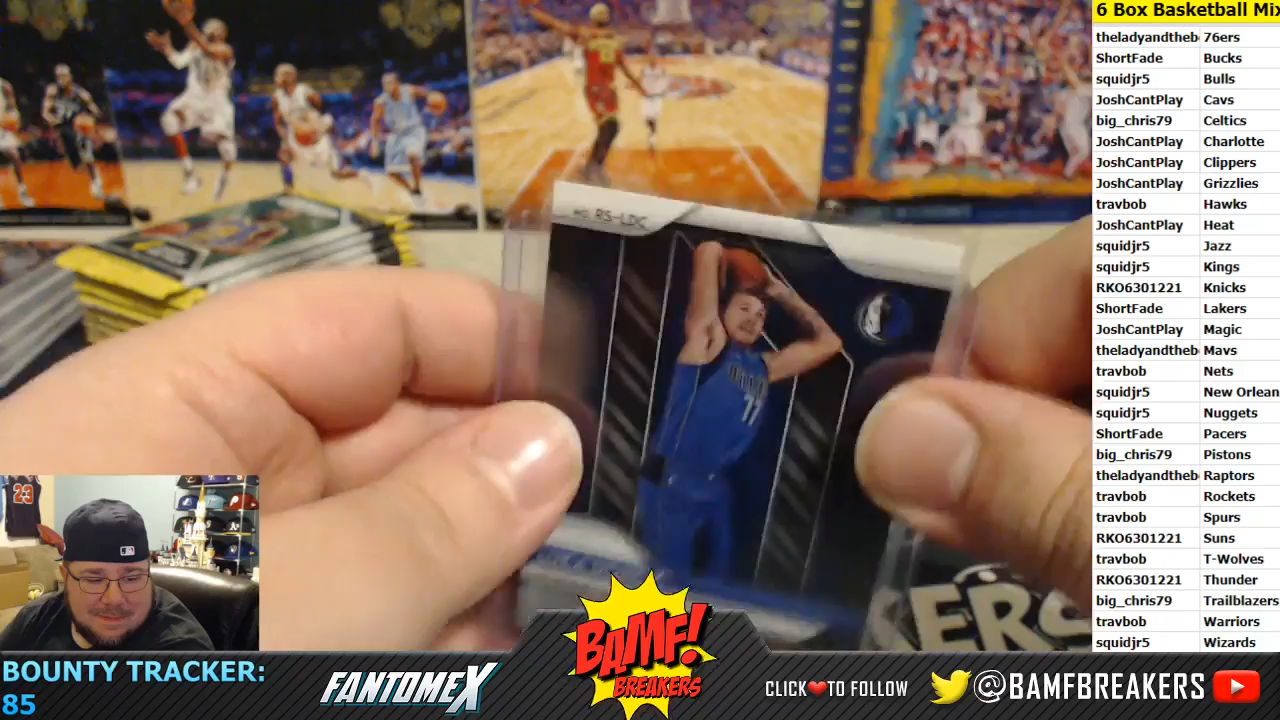 6 Box Basketball Mix
theladyandtheb 76ers
ShortFade Bucks
squidjr5 Bulls
JoshCantPlay Cavs
big_chris79 Celtics
JoshCantPlay Charlotte
JoshCantPlay Clippers
JoshCantPlay Grizzlies
travbob Hawks
JoshCantPlay Heat
squidjr5 Jazz
squidjr5 Kings
RKO6301221 Knicks
ShortFade Lakers
JoshCantPlay Magic
theladyandtheb Mavs
travbob Nets
squidjr5 New Orlean
squidjr5 Nuggets
ShortFade Pacers
big_chris79 Pistons
theladyandtheb Raptors
travbob Rockets
travbob Spurs
RKO6301221 Suns
travbob T-Wolves
RKO6301221 Thunder
big_chris79 Trailblazers
travbob Warriors
squidjr5 Wizards
NO. RS-LDC
77
23
KERS
BOUNTY TRACKER:
85
FANTOMEX
BAMF!
BREAKERS
CLICK TO FOLLOW
@BAMFBREAKERS